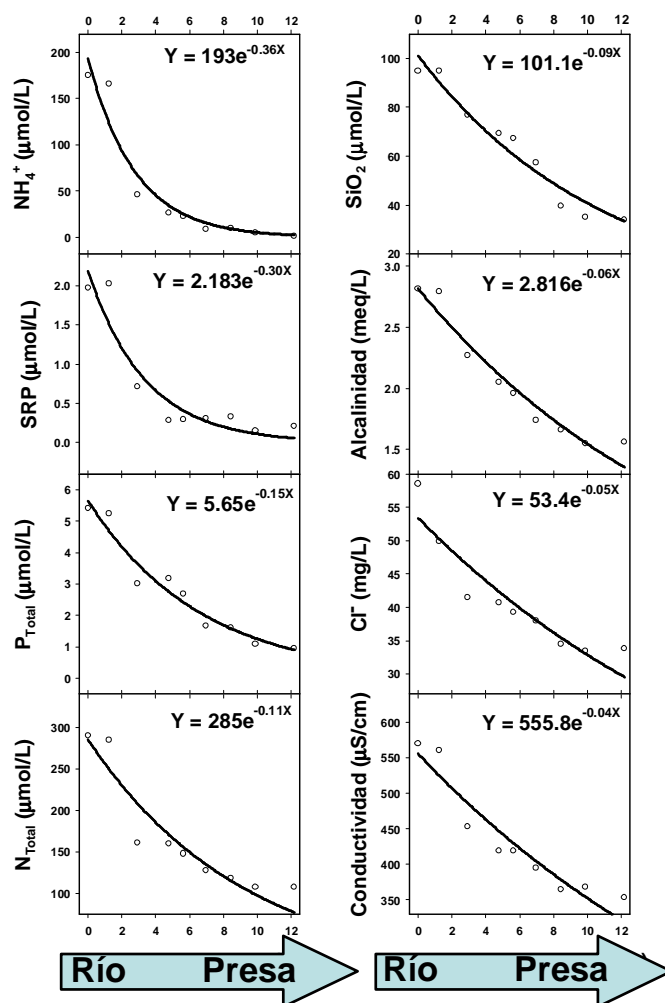 0 2 4 6 8 10 12
0 2 4 6 8 10 12
200
150
100
50
0
NH₄⁺ (µmol/L)
Y = 193e^-0.36X
100
80
60
40
20
SiO₂ (µmol/L)
Y = 101.1e^-0.09X
2.0
1.5
1.0
0.5
0.0
SRP (µmol/L)
Y = 2.183e^-0.30X
3.0
2.5
2.0
1.5
Alcalinidad (meq/L)
Y = 2.816e^-0.06X
6
5
4
3
2
1
0
P_Total (µmol/L)
Y = 5.65e^-0.15X
60
55
50
45
40
35
30
Cl⁻ (mg/L)
Y = 53.4e^-0.05X
300
250
200
150
100
N_Total (µmol/L)
Y = 285e^-0.11X
600
550
500
450
400
350
Conductividad (µS/cm)
Y = 555.8e^-0.04X
0 2 4 6 8 10 12
0 2 4 6 8 10 12
Río Presa
Río Presa